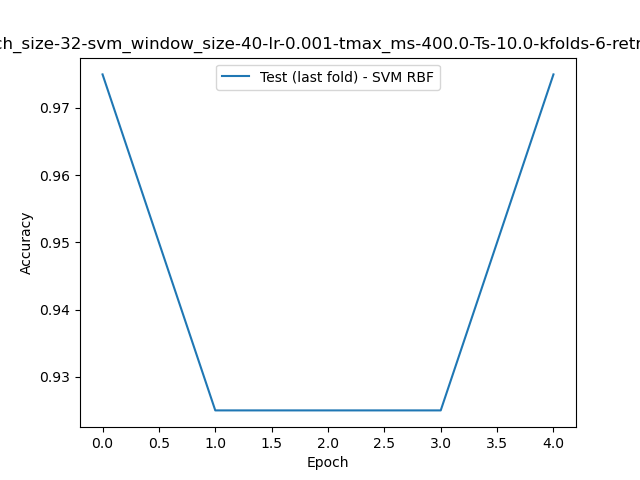 ch_size-32-svm_window_size-40-lr-0.001-tmax_ms-400.0-Ts-10.0-kfolds-6-retr
Test (last fold) - SVM RBF
0.97
0.96
0.95
0.94
0.93
Accuracy
0.0 0.5 1.0 1.5 2.0 2.5 3.0 3.5 4.0
Epoch